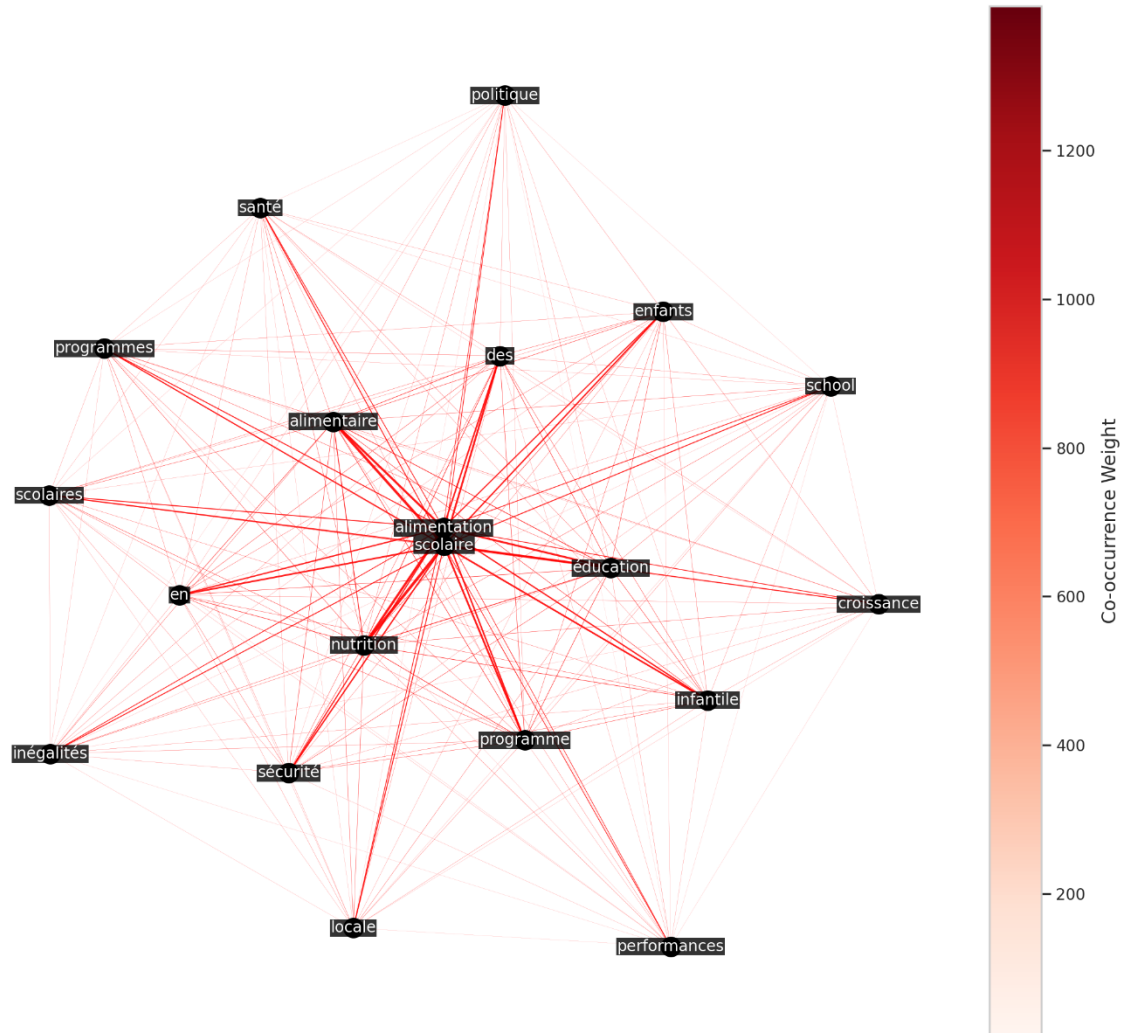 politique
santé
enfants
programmes
des
school
alimentaire
scolaires
alimentation
scolaire
éducation
en
croissance
nutrition
infantile
programme
inégalités
sécurité
locale
performances
1200
1000
800
600
400
200
Co-occurrence Weight